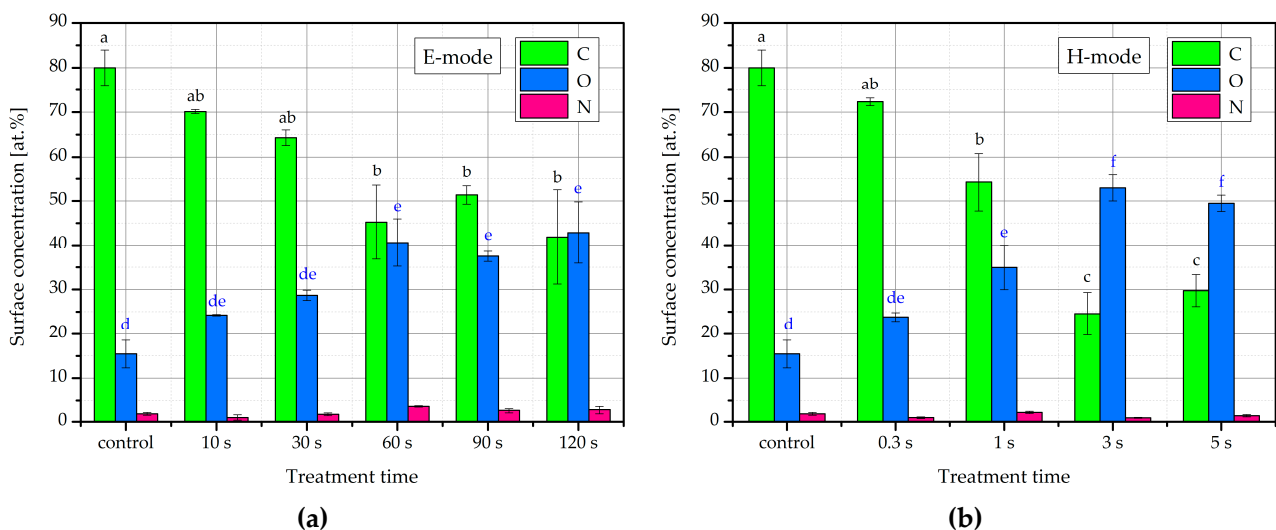 90
80
70
60
50
40
30
20
10
0
Surface concentration [at.%]
E-mode
C
O
N
a
ab
ab
b
b
b
d
de
de
e
e
e
control
10 s
30 s
60 s
90 s
120 s
Treatment time
(a)
90
80
70
60
50
40
30
20
10
0
Surface concentration [at.%]
H-mode
C
O
N
a
ab
b
c
c
d
de
e
f
f
control
0.3 s
1 s
3 s
5 s
Treatment time
(b)